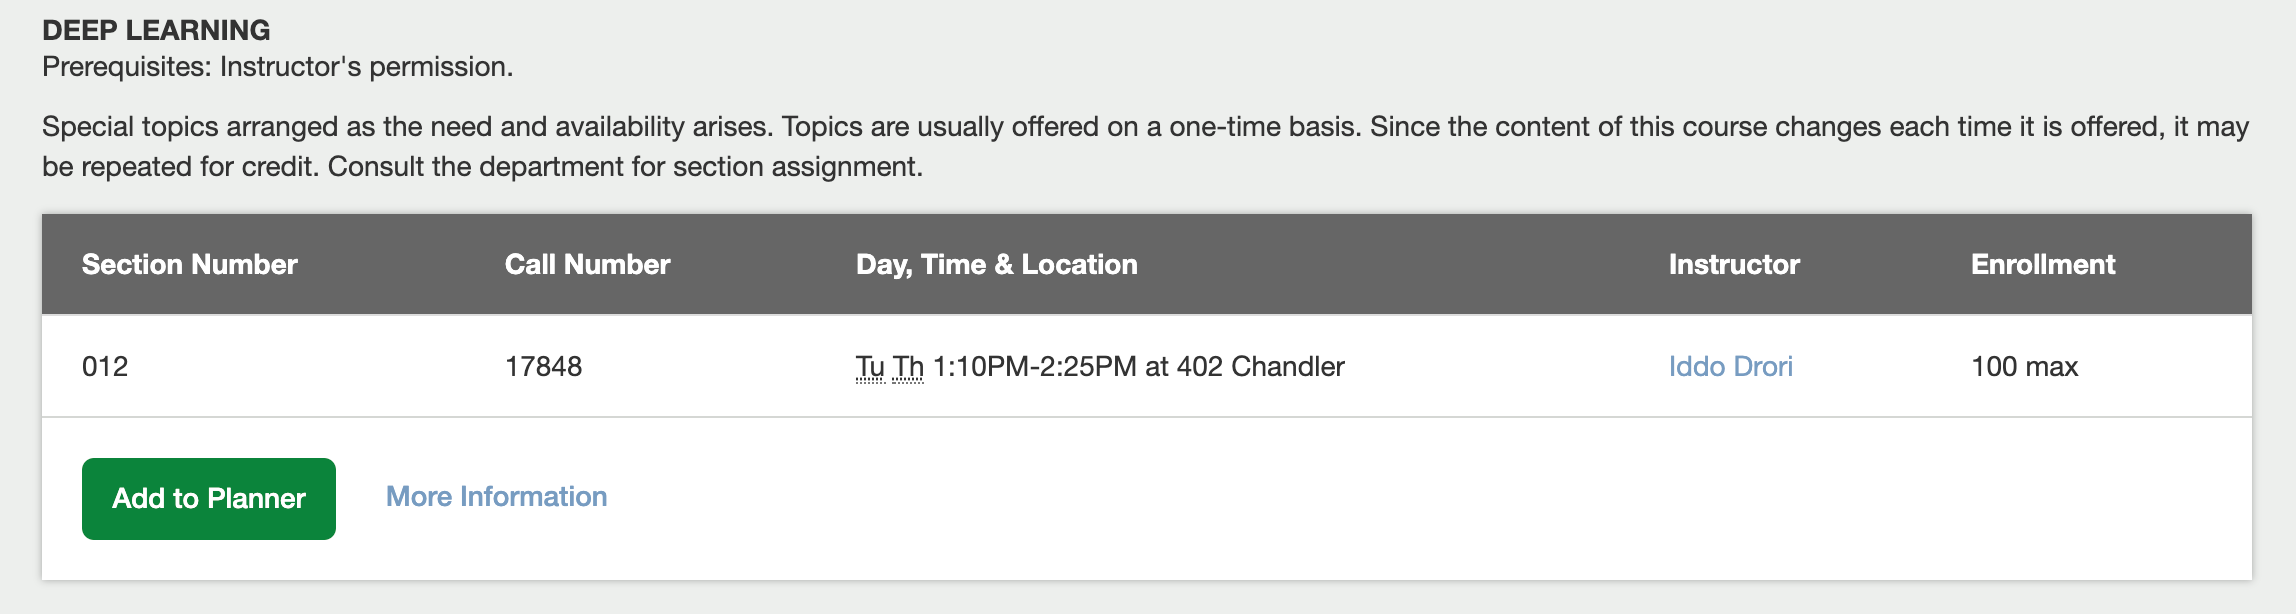 DEEP LEARNING
Prerequisites: Instructor's permission.
Special topics arranged as the need and availability arises. Topics are usually offered on a one-time basis. Since the content of this course changes each time it is offered, it may
be repeated for credit. Consult the department for section assignment.
Section Number Call Number Day, Time & Location Instructor Enrollment
012 17848 Tu Th 1:10PM-2:25PM at 402 Chandler Iddo Drori 100 max
Add to Planner More Information